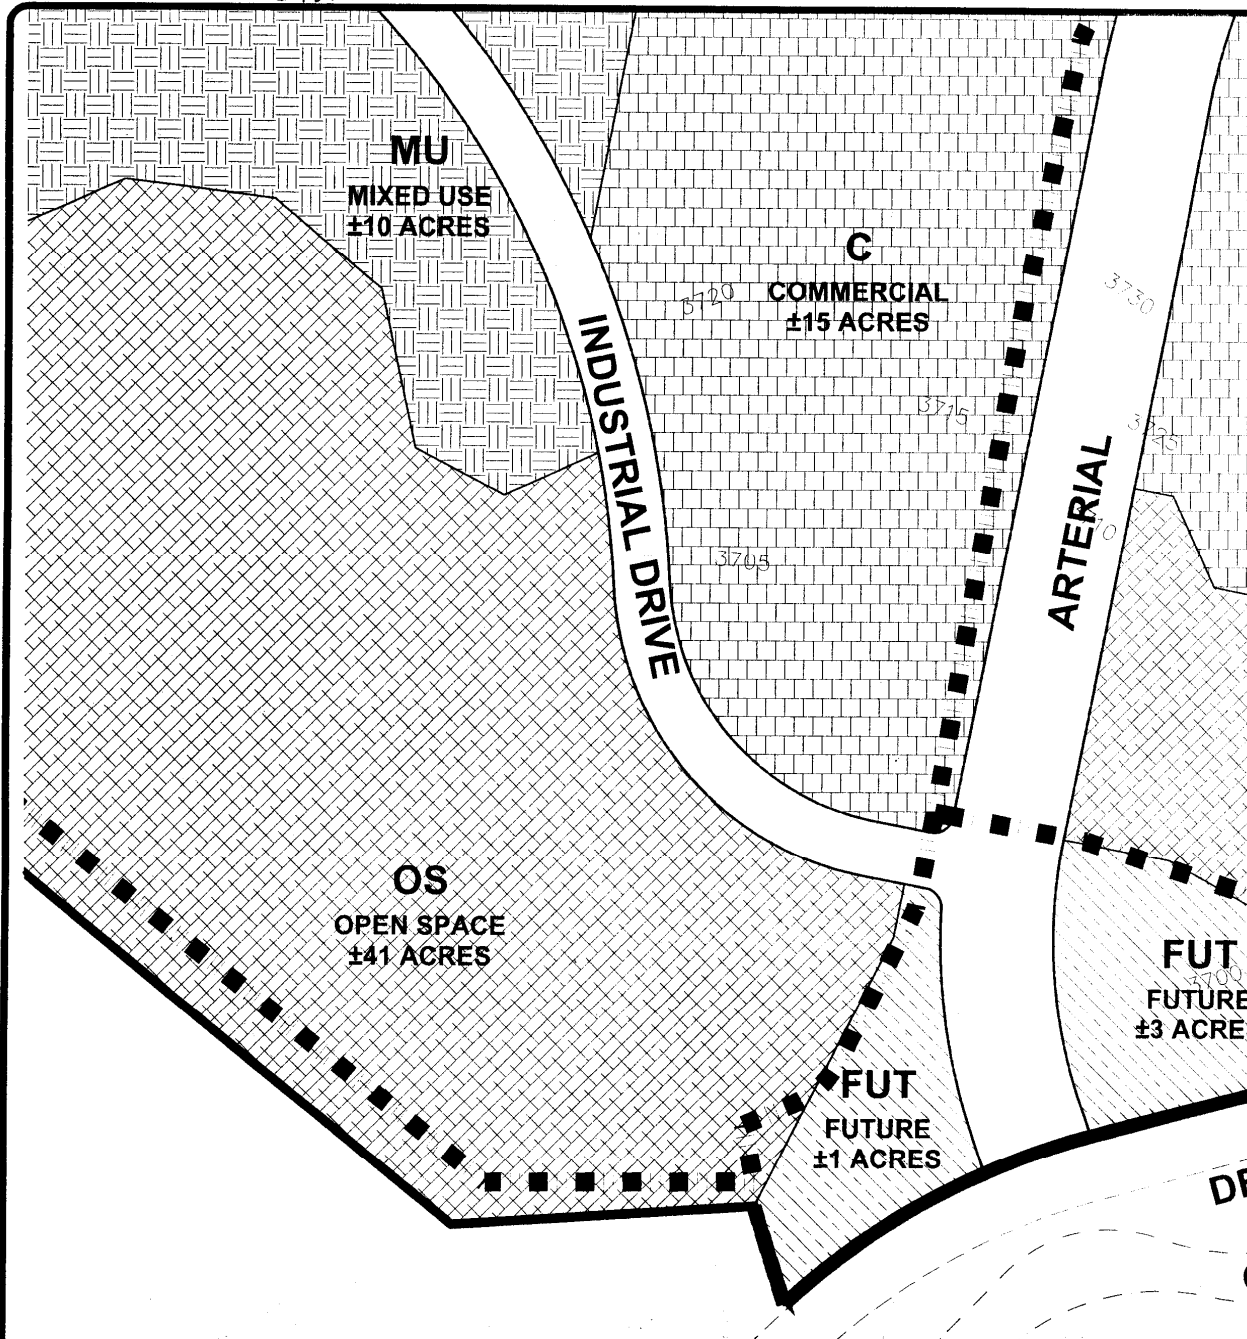 MU
MIXED USE
±10 ACRES
C
COMMERCIAL
±15 ACRES
3720
3730
3715
3725
INDUSTRIAL DRIVE
ARTERIAL
3705
OS
OPEN SPACE
±41 ACRES
FUT
3700
FUTURE
±3 ACRE
FUT
FUTURE
±1 ACRES